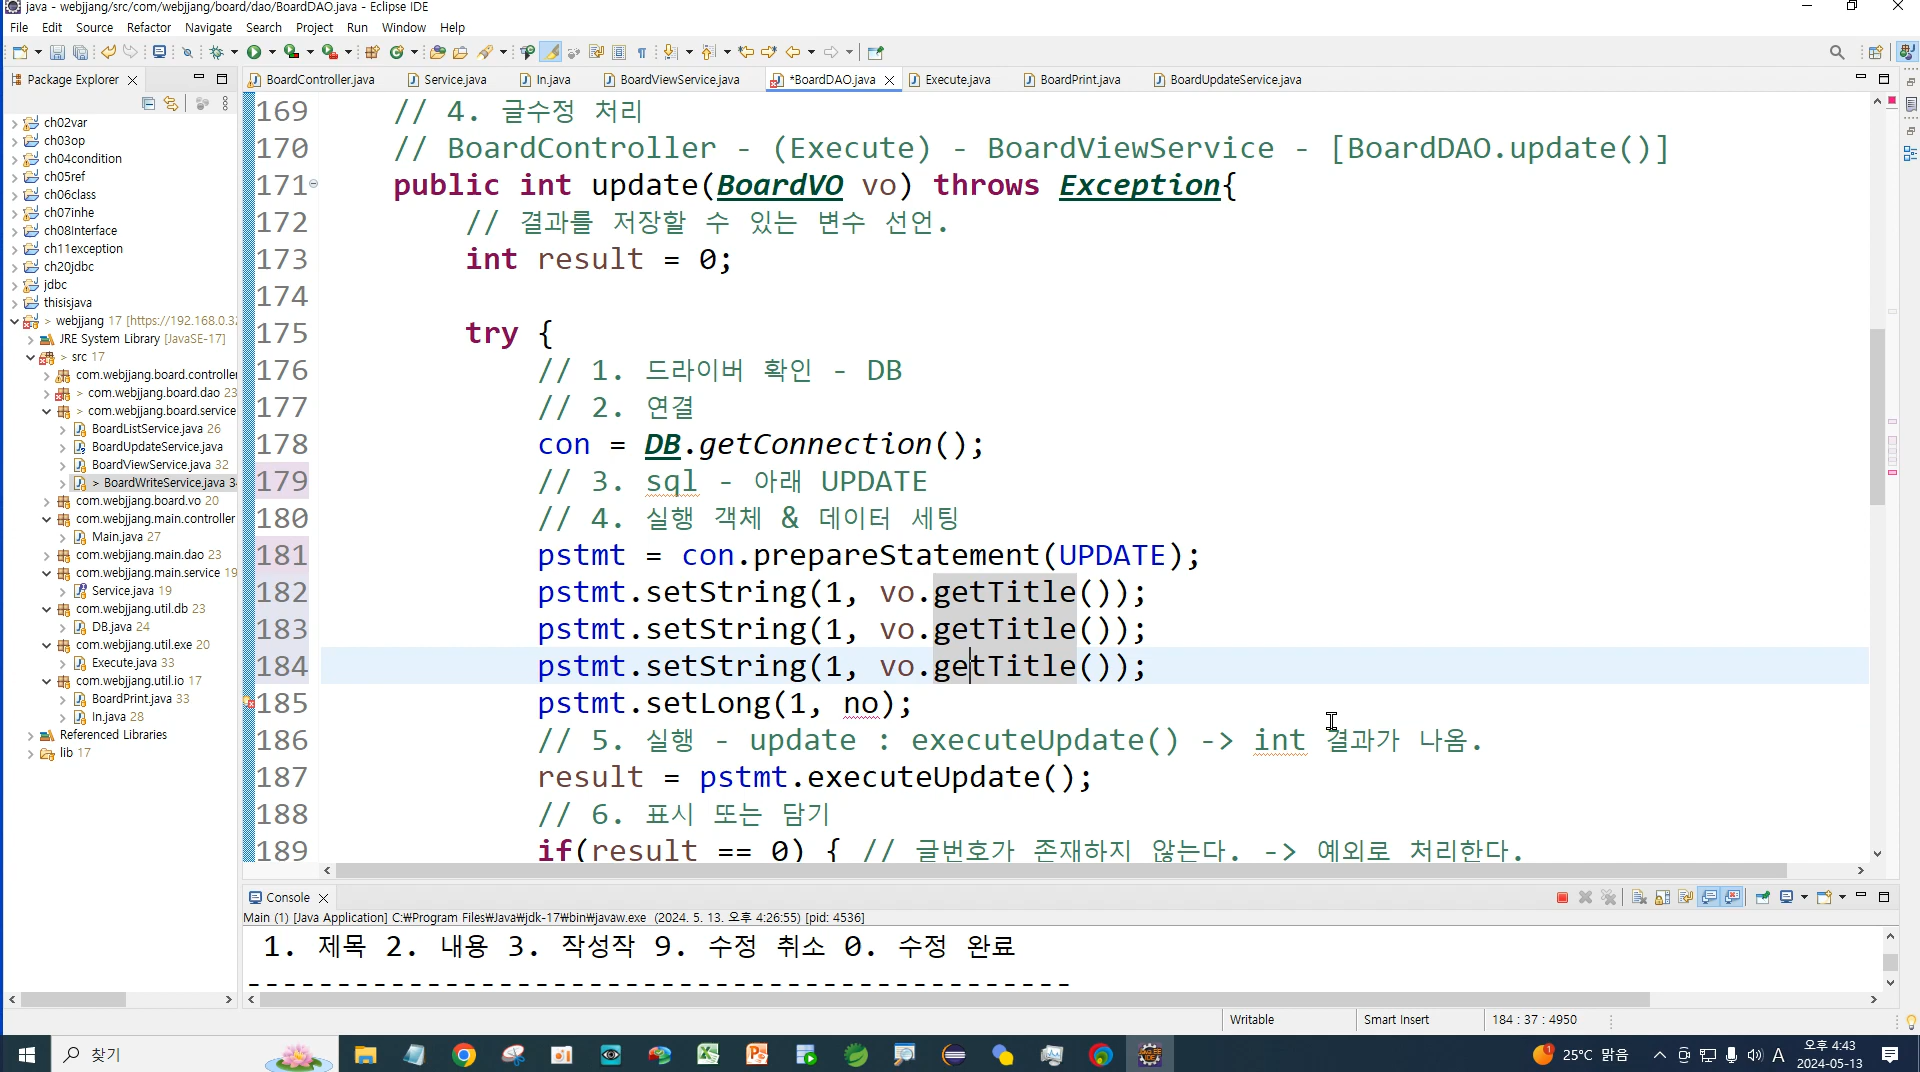 java - webjjang/src/com/webjjang/board/dao/BoardDAO.java - Eclipse IDE
File Edit Source Refactor Navigate Search Project Run Window Help
Package Explorer
BoardController.java Service.java In.java BoardViewService.java *BoardDAO.java Execute.java BoardPrint.java BoardUpdateService.java
ch02var
ch03op
ch04condition
ch05ref
ch06class
ch07inhe
ch08Interface
ch11exception
ch20jdbc
jdbc
thisisjava
> webjjang 17 [https://192.168.0.3
JRE System Library [JavaSE-17]
> src 17
com.webjjang.board.controller
> com.webjjang.board.dao 23
> com.webjjang.board.service
BoardListService.java 26
BoardUpdateService.java
BoardViewService.java 32
> BoardWriteService.java 3
com.webjjang.board.vo 20
com.webjjang.main.controller
Main.java 27
com.webjjang.main.dao 23
com.webjjang.main.service 19
Service.java 19
com.webjjang.util.db 23
DB.java 24
com.webjjang.util.exe 20
Execute.java 33
com.webjjang.util.io 17
BoardPrint.java 33
In.java 28
Referenced Libraries
lib 17
169 // 4. 글수정 처리
170 // BoardController - (Execute) - BoardViewService - [BoardDAO.update()]
171 public int update(BoardVO vo) throws Exception{
172 // 결과를 저장할 수 있는 변수 선언.
173 int result = 0;
174
175 try {
176 // 1. 드라이버 확인 - DB
177 // 2. 연결
178 con = DB.getConnection();
179 // 3. sql - 아래 UPDATE
180 // 4. 실행 객체 & 데이터 세팅
181 pstmt = con.prepareStatement(UPDATE);
182 pstmt.setString(1, vo.getTitle());
183 pstmt.setString(1, vo.getTitle());
184 pstmt.setString(1, vo.getTitle());
185 pstmt.setLong(1, no);
186 // 5. 실행 - update : executeUpdate() -> int 결과가 나옴.
187 result = pstmt.executeUpdate();
188 // 6. 표시 또는 담기
189 if(result == 0) { // 글번호가 존재하지 않는다. -> 예외로 처리한다.
Console
Main (1) [Java Application] C:₩Program Files₩Java₩jdk-17₩bin₩javaw.exe (2024. 5. 13. 오후 4:26:55) [pid: 4536]
1. 제목 2. 내용 3. 작성작 9. 수정 취소 0. 수정 완료
----------------------------------------------
Writable Smart Insert 184 : 37 : 4950
찾기
25°C 맑음
A
오후 4:43
2024-05-13